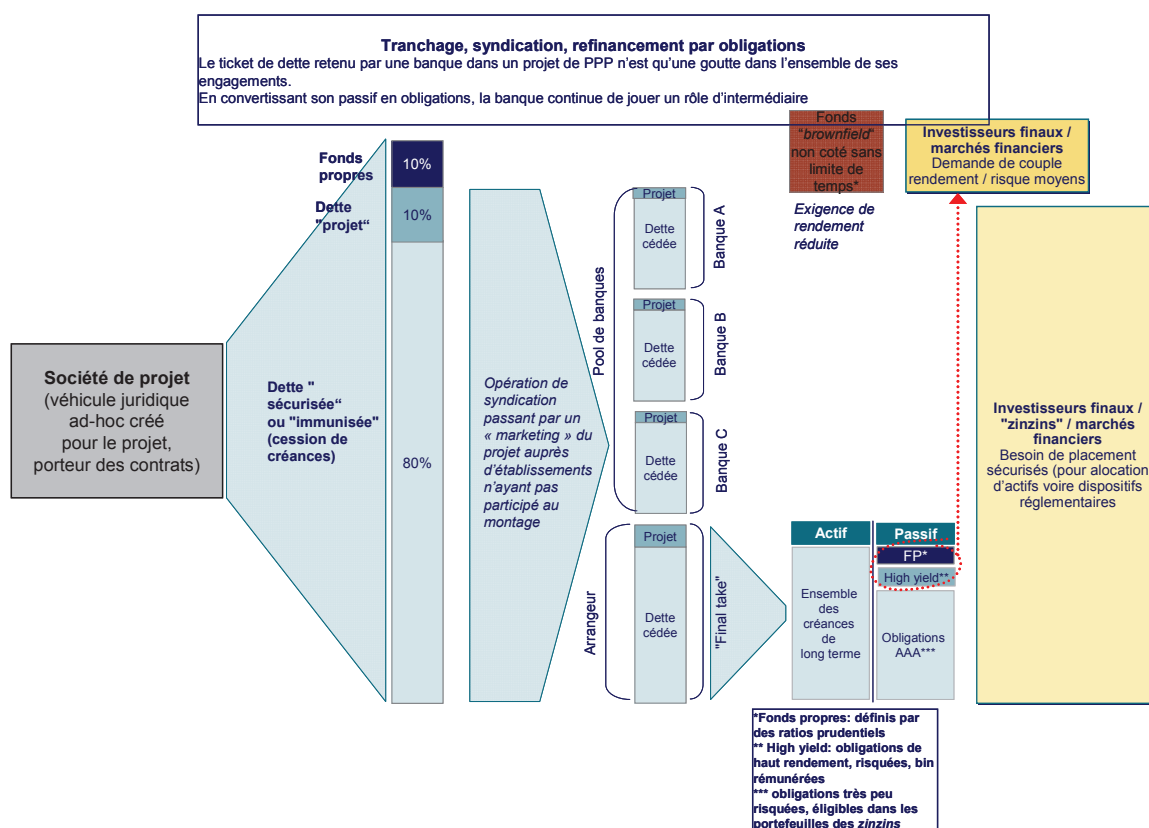 Tranchage, syndication, refinancement par obligations
Le ticket de dette retenu par une banque dans un projet de PPP n'est qu'une goutte dans l'ensemble de ses
engagements.
En convertissant son passif en obligations, la banque continue de jouer un rôle d'intermédiaire
Fonds
"brownfield"
non coté sans
limite de
temps*
Exigence de
rendement
réduite
Investisseurs finaux /
marchés financiers
Demande de couple
rendement / risque moyens
Fonds
propres
10%
Dette
"projet“
10%
Société de projet
(véhicule juridique
ad-hoc créé
pour le projet,
porteur des contrats)
Dette "
sécurisée“
ou "immunisée"
(cession de
créances)
80%
Opération de
syndication
passant par un
« marketing » du
projet auprès
d'établissements
n'ayant pas
participé au
montage
Pool de banques
Projet
Dette
cédée
Banque A
Projet
Dette
cédée
Banque B
Projet
Dette
cédée
Banque C
Arrangeur
Projet
Dette
cédée
"Final take"
Actif
Passif
Ensemble
des
créances
de
long terme
FP*
High yield**
Obligations
AAA***
Investisseurs finaux /
"zinzins" / marchés
financiers
Besoin de placement
sécurisés (pour alocation
d'actifs voire dispositifs
réglementaires
*Fonds propres: définis par
des ratios prudentiels
** High yield: obligations de
haut rendement, risquées, bin
rémunérées
*** obligations très peu
risquées, éligibles dans les
portefeuilles des zinzins